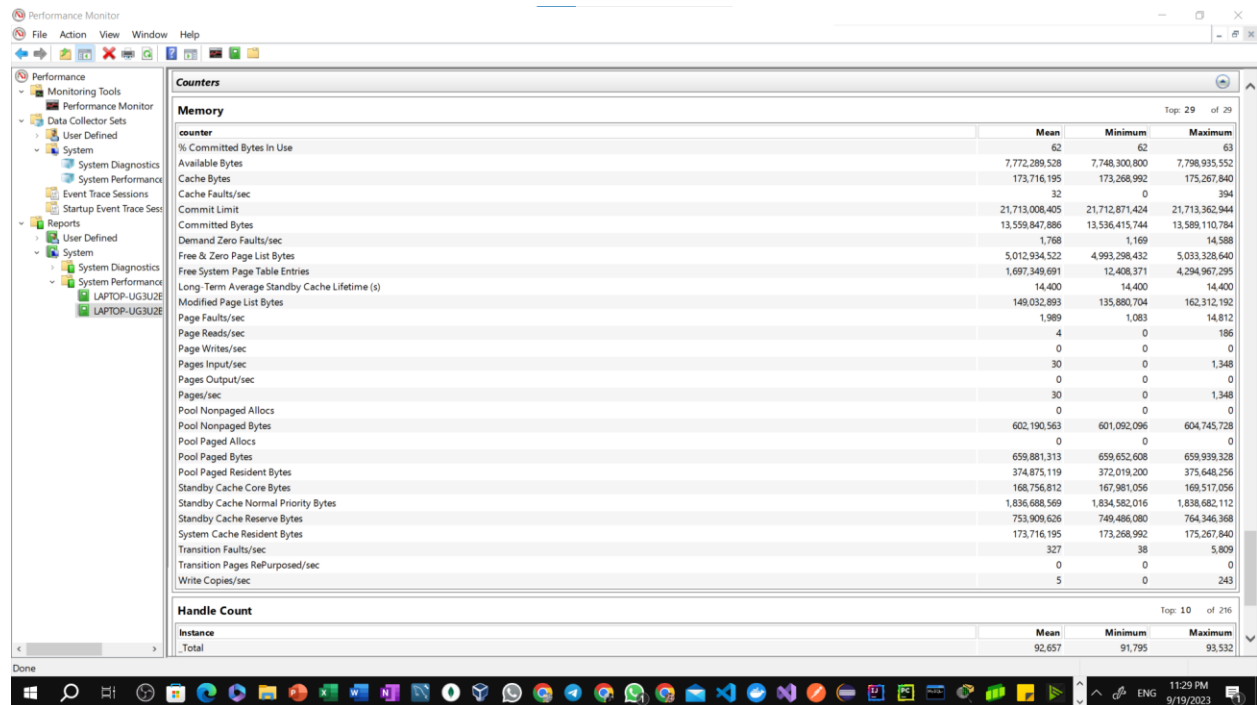 Performance Monitor
File Action View Window Help
Performance
Monitoring Tools
Performance Monitor
Data Collector Sets
User Defined
System
System Diagnostics
System Performance
Event Trace Sessions
Startup Event Trace Sess
Reports
User Defined
System
System Diagnostics
System Performance
LAPTOP-UG3U2E
LAPTOP-UG3U2E
Counters
Memory Top: 29 of 29
counter Mean Minimum Maximum
% Committed Bytes In Use 62 62 63
Available Bytes 7,772,289,528 7,748,300,800 7,798,935,552
Cache Bytes 173,716,195 173,268,992 175,267,840
Cache Faults/sec 32 0 394
Commit Limit 21,713,008,405 21,712,871,424 21,713,362,944
Committed Bytes 13,559,847,886 13,536,415,744 13,589,110,784
Demand Zero Faults/sec 1,768 1,169 14,588
Free & Zero Page List Bytes 5,012,934,522 4,993,298,432 5,033,328,640
Free System Page Table Entries 1,697,349,691 12,408,371 4,294,967,295
Long-Term Average Standby Cache Lifetime (s) 14,400 14,400 14,400
Modified Page List Bytes 149,032,893 135,880,704 162,312,192
Page Faults/sec 1,989 1,083 14,812
Page Reads/sec 4 0 186
Page Writes/sec 0 0 0
Pages Input/sec 30 0 1,348
Pages Output/sec 0 0 0
Pages/sec 30 0 1,348
Pool Nonpaged Allocs 0 0 0
Pool Nonpaged Bytes 602,190,563 601,092,096 604,745,728
Pool Paged Allocs 0 0 0
Pool Paged Bytes 659,881,313 659,652,608 659,939,328
Pool Paged Resident Bytes 374,875,119 372,019,200 375,648,256
Standby Cache Core Bytes 168,756,812 167,981,056 169,517,056
Standby Cache Normal Priority Bytes 1,836,688,569 1,834,582,016 1,838,682,112
Standby Cache Reserve Bytes 753,909,626 749,486,080 764,346,368
System Cache Resident Bytes 173,716,195 173,268,992 175,267,840
Transition Faults/sec 327 38 5,809
Transition Pages RePurposed/sec 0 0 0
Write Copies/sec 5 0 243
Handle Count Top: 10 of 216
Instance Mean Minimum Maximum
_Total 92,657 91,795 93,532
Done
ENG
11:29 PM
9/19/2023